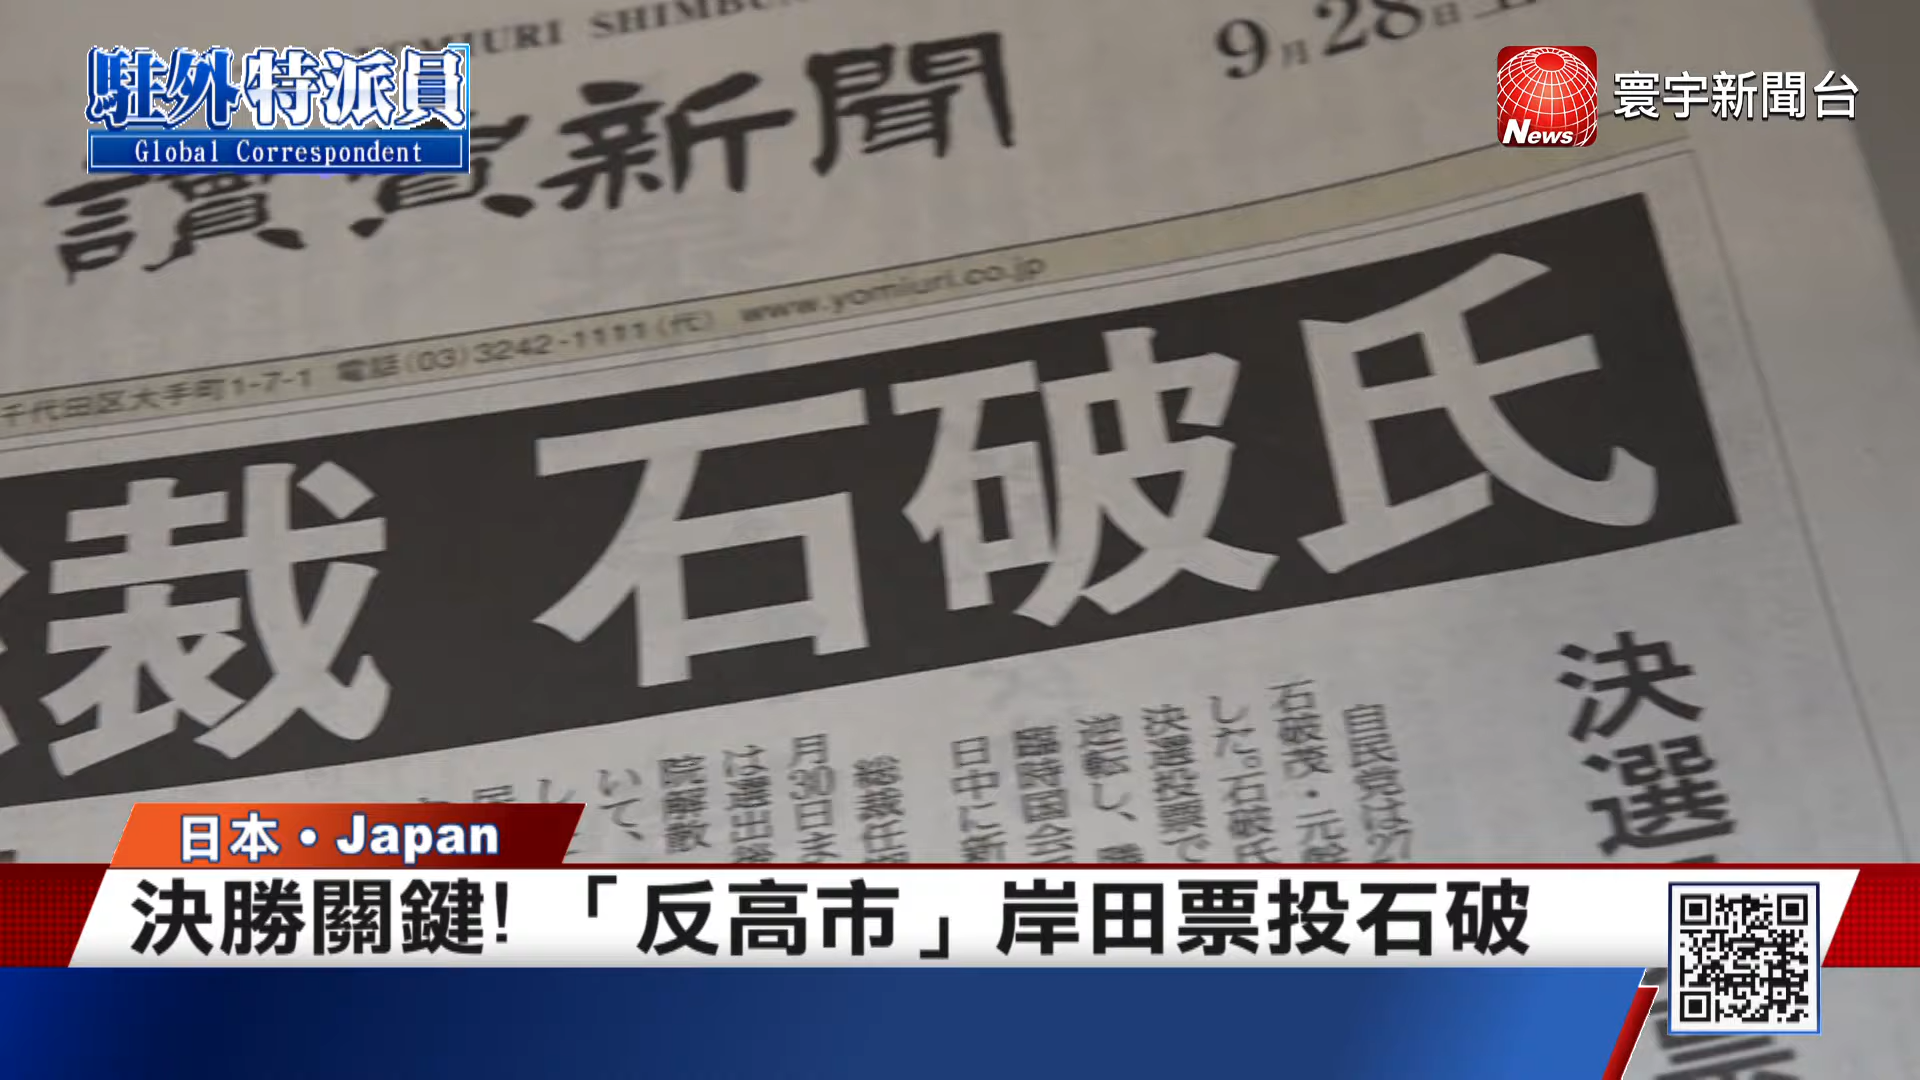 YOMIURI SHIMBUN
9月28日土
讀賣新聞
駐外特派員
Global Correspondent
News
寰宇新聞台
千代田区大手町1-7-1 電話(03)3242-1111(代) www.yomiuri.co.jp
総裁 石破氏
決選
自民党は27
石破茂・元幹
した。石破氏
決選投票で
逆転し、
臨時国会
日中に新
総裁任
月30日ま
は選出後
院解散
いて、
し
日本・Japan
決勝關鍵!「反高市」岸田票投石破